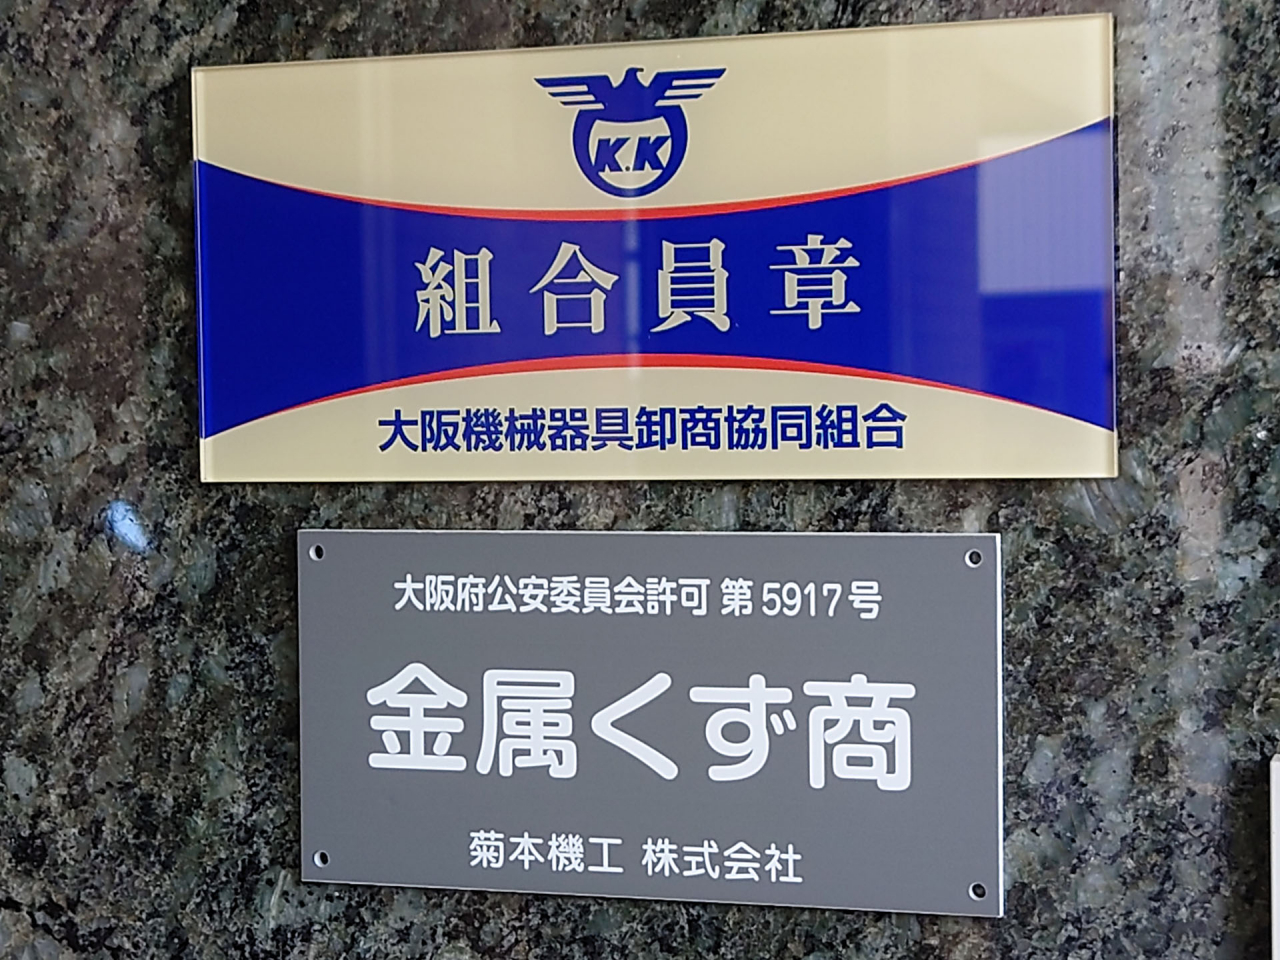 K.K
組合員章
大阪機械器具卸商協同組合
大阪府公安委員会許可 第5917号
金属くず商
菊本機工 株式会社